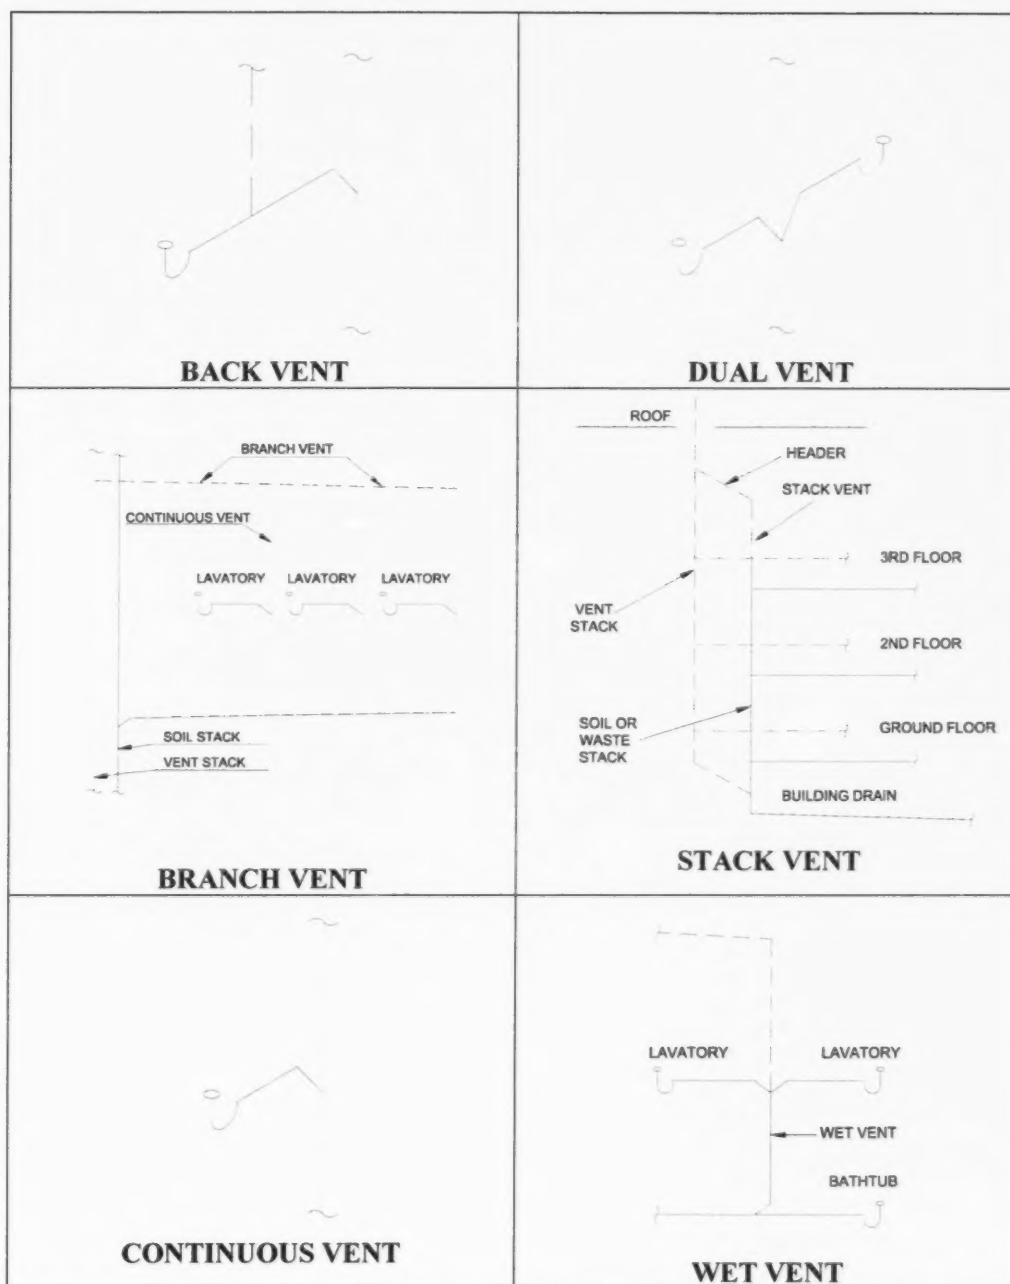 BACK VENT
DUAL VENT
BRANCH VENT
CONTINUOUS VENT
LAVATORY LAVATORY LAVATORY
SOIL STACK
VENT STACK
BRANCH VENT
ROOF
HEADER
STACK VENT
3RD FLOOR
VENT
STACK
2ND FLOOR
SOIL OR
WASTE
STACK
GROUND FLOOR
BUILDING DRAIN
STACK VENT
CONTINUOUS VENT
LAVATORY LAVATORY
WET VENT
BATHTUB
WET VENT